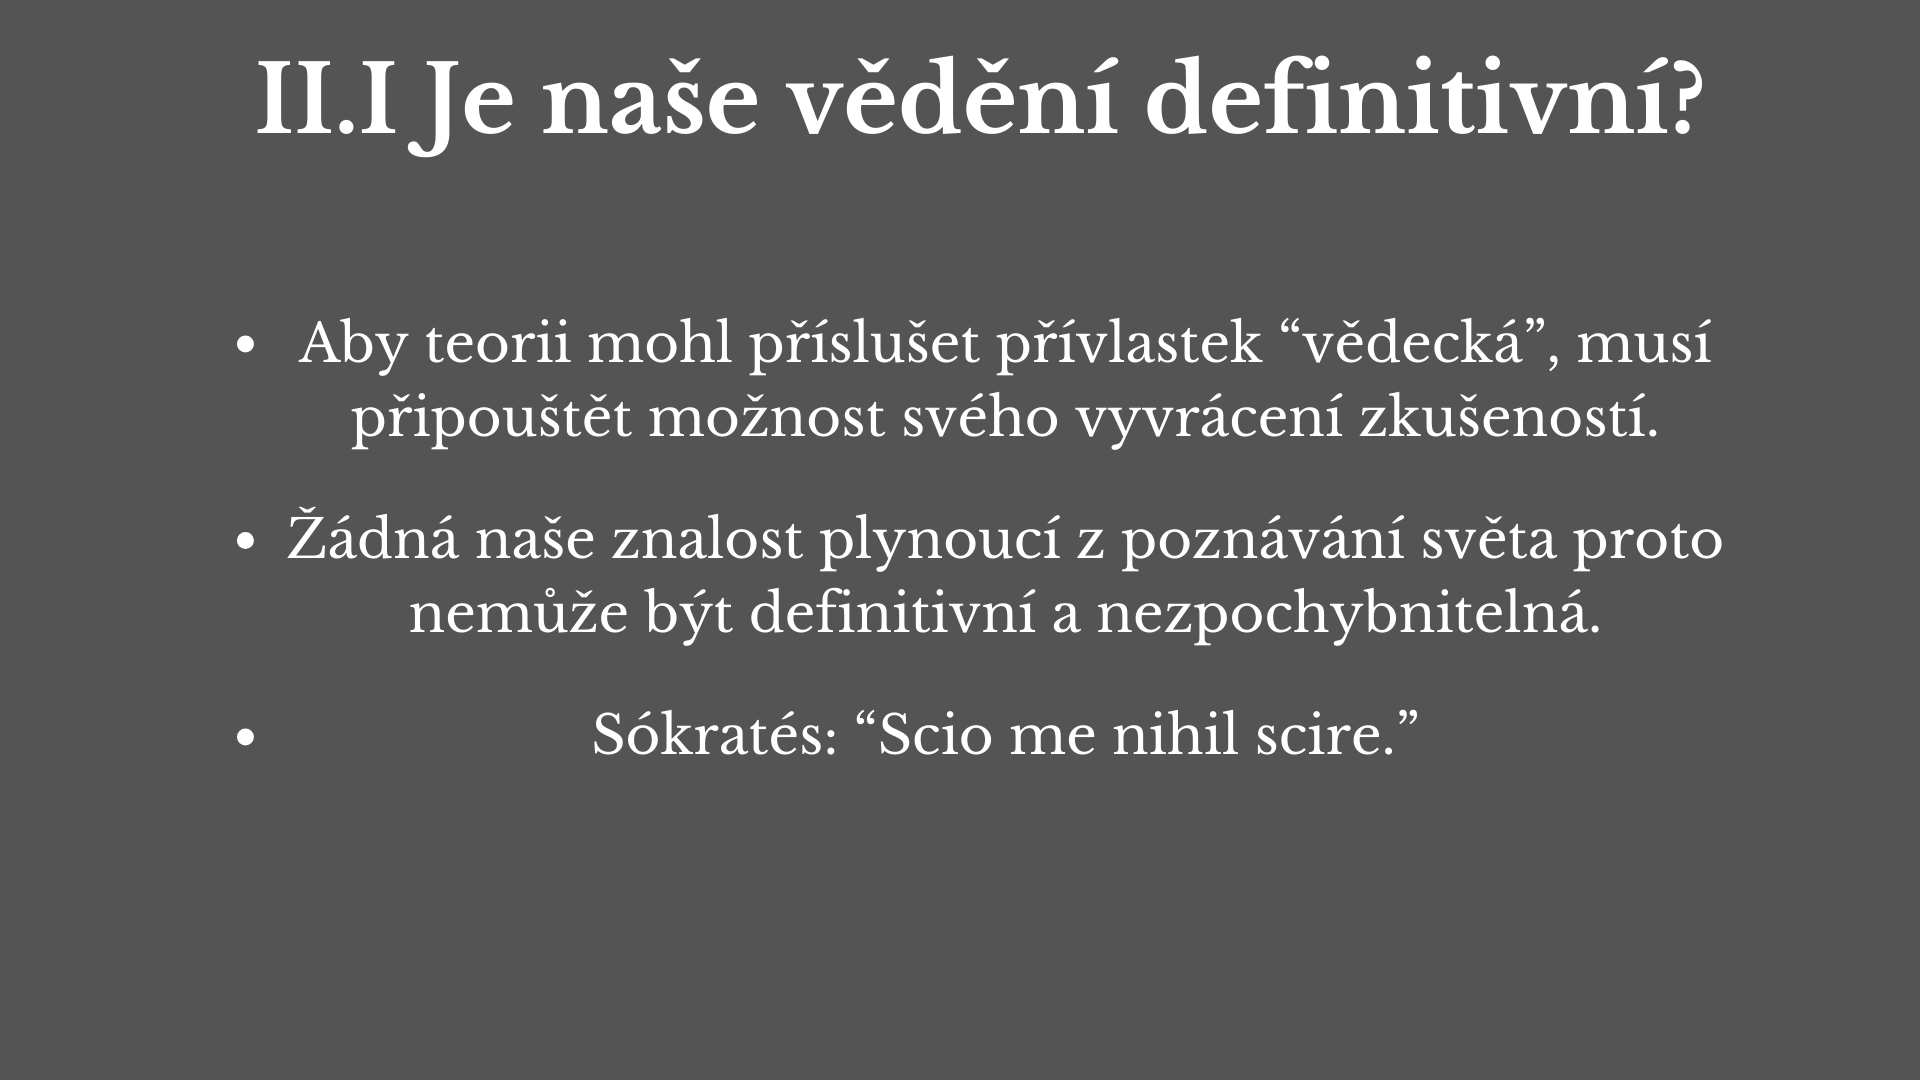 II.I Je naše vědění definitivní?
• Aby teorii mohl příslušet přívlastek “vědecká”, musí
připouštět možnost svého vyvrácení zkušeností.
• Žádná naše znalost plynoucí z poznávání světa proto
nemůže být definitivní a nezpochybnitelná.
• Sókratés: “Scio me nihil scire.”